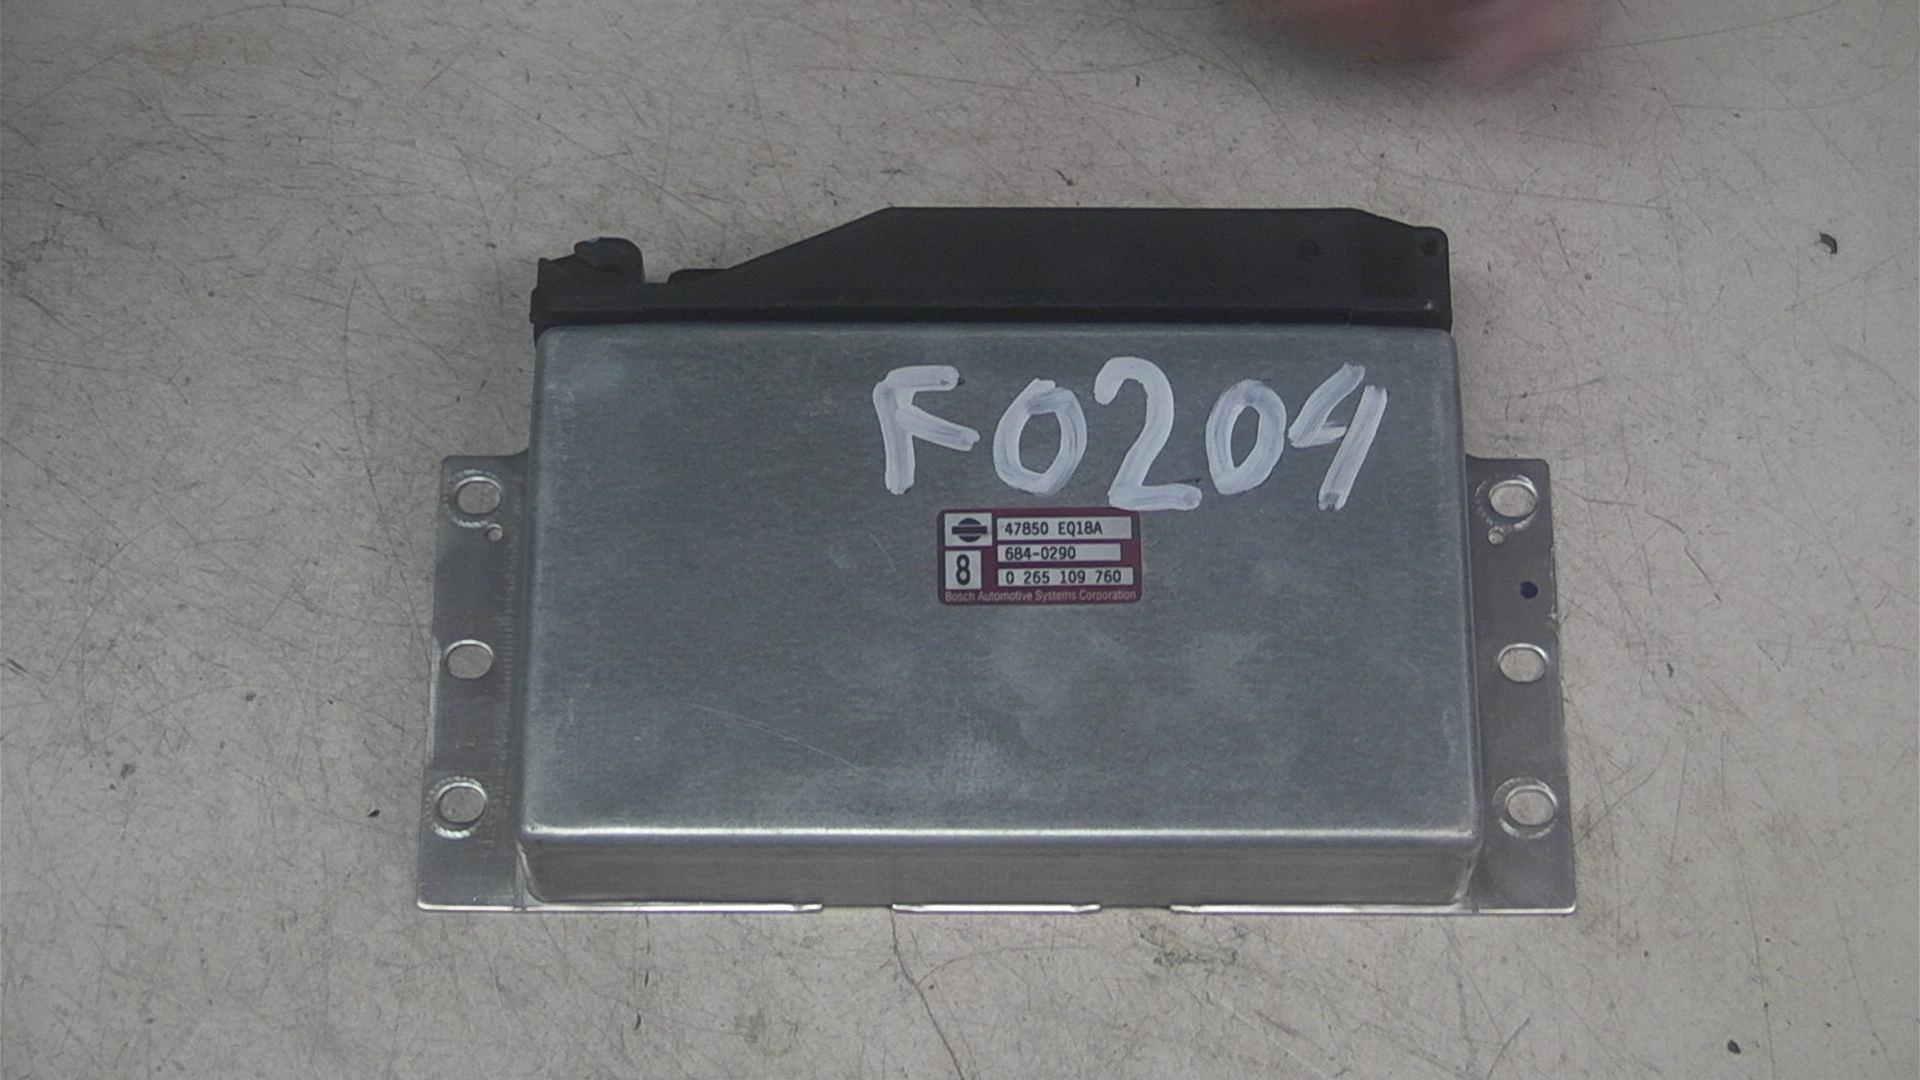 F0204
47850 EQ18A
684-0290
8
0 265 109 760
Bosch Automotive Systems Corporation